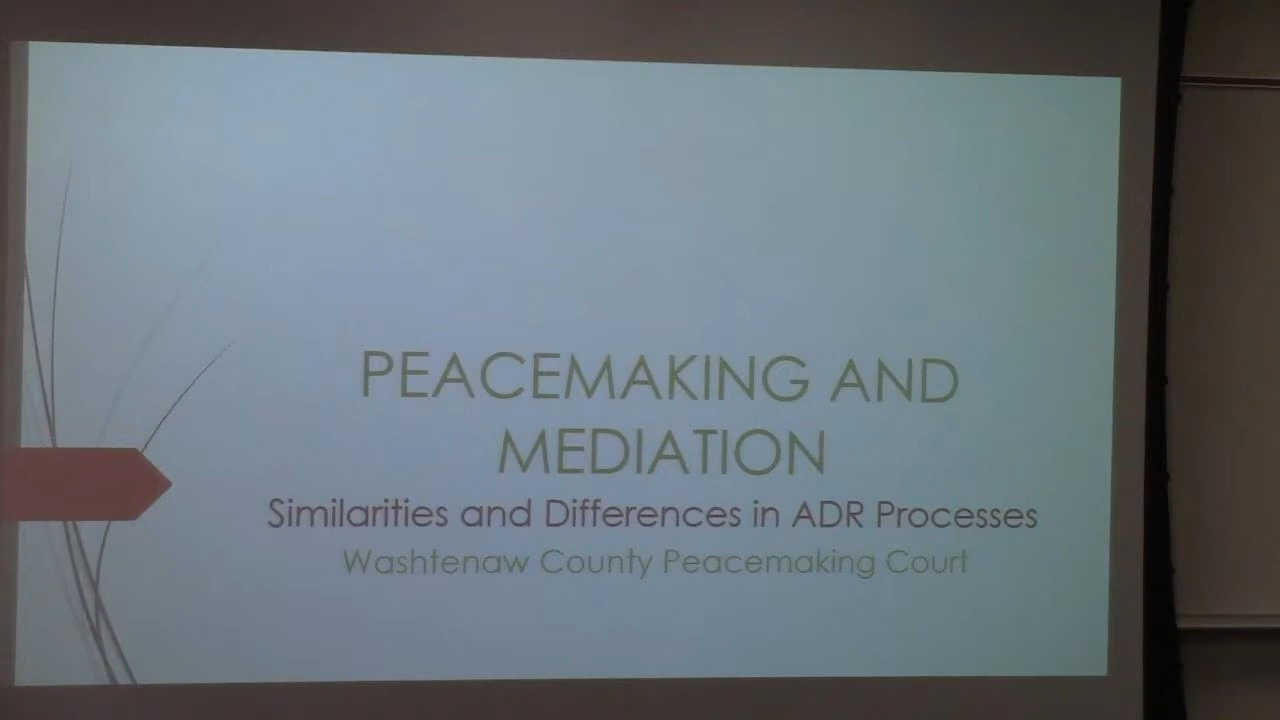 PEACEMAKING AND
MEDIATION
Similarities and Differences in ADR Processes
Washtenaw County Peacemaking Court